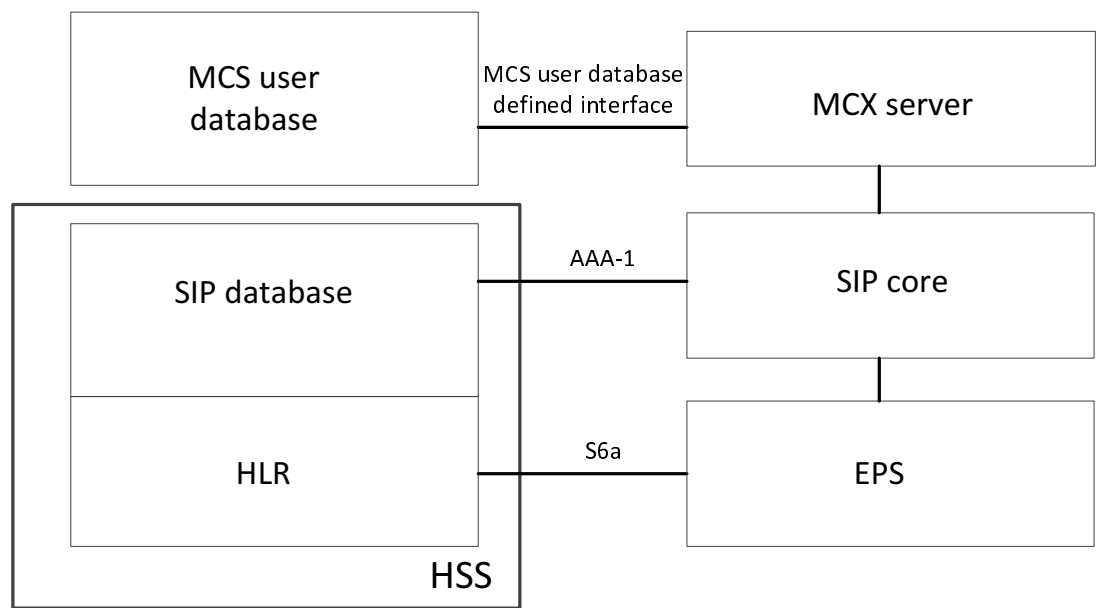 MCS user
database
MCS user database
defined interface
MCX server
SIP database
AAA-1
SIP core
HLR
S6a
EPS
HSS